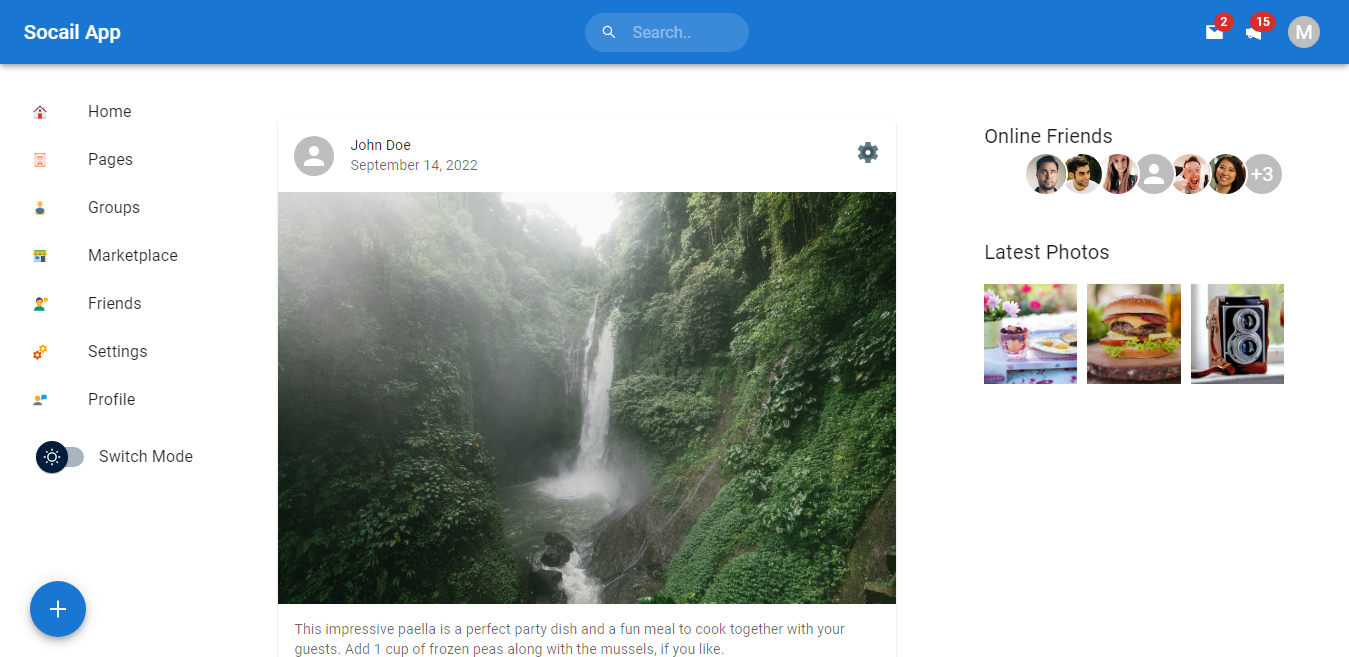 Socail App
Search..
2
15
M
Home
Pages
Groups
Marketplace
Friends
Settings
Profile
Switch Mode
John Doe
September 14, 2022
This impressive paella is a perfect party dish and a fun meal to cook together with your
guests. Add 1 cup of frozen peas along with the mussels, if you like.
Online Friends
+3
Latest Photos